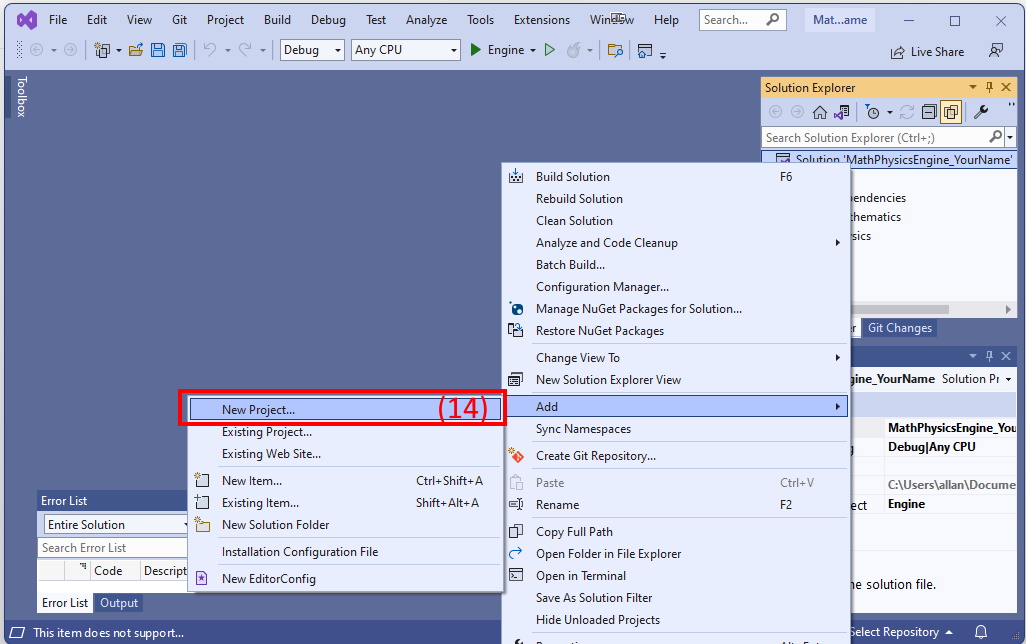 File Edit View Git Project Build Debug Test Analyze Tools Extensions Window Help Search... Mat...ame
Debug Any CPU Engine Live Share
Toolbox
Solution Explorer
Search Solution Explorer (Ctrl+;)
Solution 'MathPhysicsEngine_YourName'
endencies
thematics
sics
Build Solution F6
Rebuild Solution
Clean Solution
Analyze and Code Cleanup
Batch Build...
Configuration Manager...
Manage NuGet Packages for Solution...
Restore NuGet Packages
Change View To
New Solution Explorer View
Add
Sync Namespaces
Create Git Repository...
Paste Ctrl+V
Rename F2
Copy Full Path
Open Folder in File Explorer
Open in Terminal
Save As Solution Filter
Hide Unloaded Projects
New Project... (14)
Existing Project...
Existing Web Site...
New Item... Ctrl+Shift+A
Existing Item... Shift+Alt+A
New Solution Folder
Installation Configuration File
New EditorConfig
Git Changes
gine_YourName Solution Pr
MathPhysicsEngine_You
Debug|Any CPU
C:\Users\allan\Docume
ect Engine
he solution file.
Error List
Entire Solution
Search Error List
Code Descript
Error List Output
This item does not support...
Select Repository